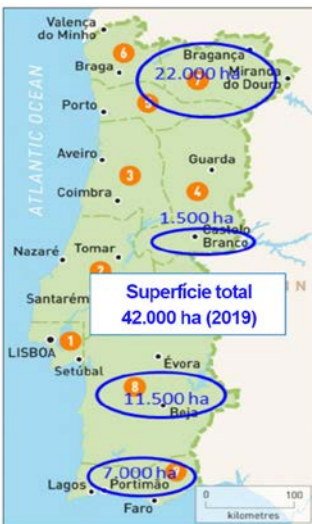 Valença
do Minho
6
Bragança
Braga
22.000 ha
7
Miranda
do Douro
5
Porto
ATLANTIC OCEAN
Aveiro
3
Guarda
4
Coimbra
1.500 ha
Castelo
Branco
Nazaré
Tomar
2
Santarém
Superfície total
42.000 ha (2019)
IN
1
LISBOA
Setúbal
Évora
8
11.500 ha
Beja
7.000 ha
Lagos
Portimão
Faro
0 100
kilometres